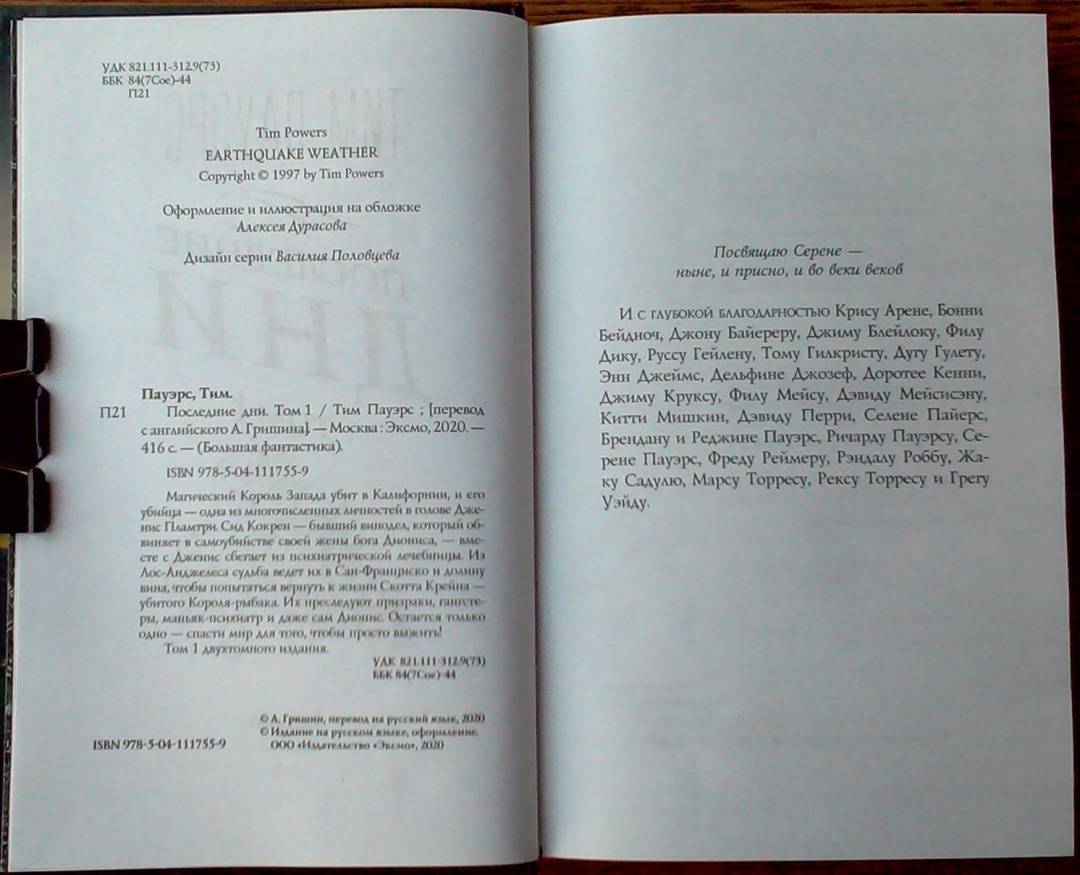 УДК 821.111-312.9(73)
ББК 84(7Сое)-44
П21
Tim Powers
EARTHQUAKE WEATHER
Copyright © 1997 by Tim Powers
Оформление и иллюстрация на обложке
Алексея Дурасова
Дизайн серии Василия Половцева
Пауэрс, Тим.
П21 Последние дни. Том 1 / Тим Пауэрс ; [перевод
с английского А. Гришина]. — Москва : Эксмо, 2020. —
416 с. — (Большая фантастика).
ISBN 978-5-04-111755-9
Магический Король Запада убит в Калифорнии, и его
убийца — одна из многочисленных личностей в голове Дже-
нис Пламтри. Сид Кокрен — бывший винодел, который об-
виняет в самоубийстве своей жены бога Диониса, — вме-
сте с Дженис сбегает из психиатрической лечебницы. Из
Лос-Анджелеса судьба ведет их в Сан-Франциско и долину
вина, чтобы попытаться вернуть к жизни Скотта Крейна —
убитого Короля-рыбака. Их преследуют призраки, гангсте-
ры, маньяк-психиатр и даже сам Дионис. Остается только
одно — спасти мир для того, чтобы просто выжить!
Том 1 двухтомного издания.
УДК 821.111-312.9(73)
ББК 84(7Сое)-44
© А. Гришин, перевод на русский язык, 2020
© Издание на русском языке, оформление.
ISBN 978-5-04-111755-9 ООО «Издательство «Эксмо», 2020
Посвящаю Серене —
ныне, и присно, и во веки веков
И с глубокой благодарностью Крису Арене, Бонни
Бейдноч, Джону Байереру, Джиму Блейлоку, Филу
Дику, Руссу Гейлену, Тому Гилкристу, Дугу Гулету,
Энн Джеймс, Дельфине Джозеф, Доротее Кенни,
Джиму Круксу, Филу Мейсу, Дэвиду Мейсисэну,
Китти Мишкин, Дэвиду Перри, Селене Пайерс,
Брендану и Реджине Пауэрс, Ричарду Пауэрсу, Се-
рене Пауэрс, Фреду Реймеру, Рэндалу Роббу, Жа-
ку Садулю, Марсу Торресу, Рексу Торресу и Грегу
Уэйду.